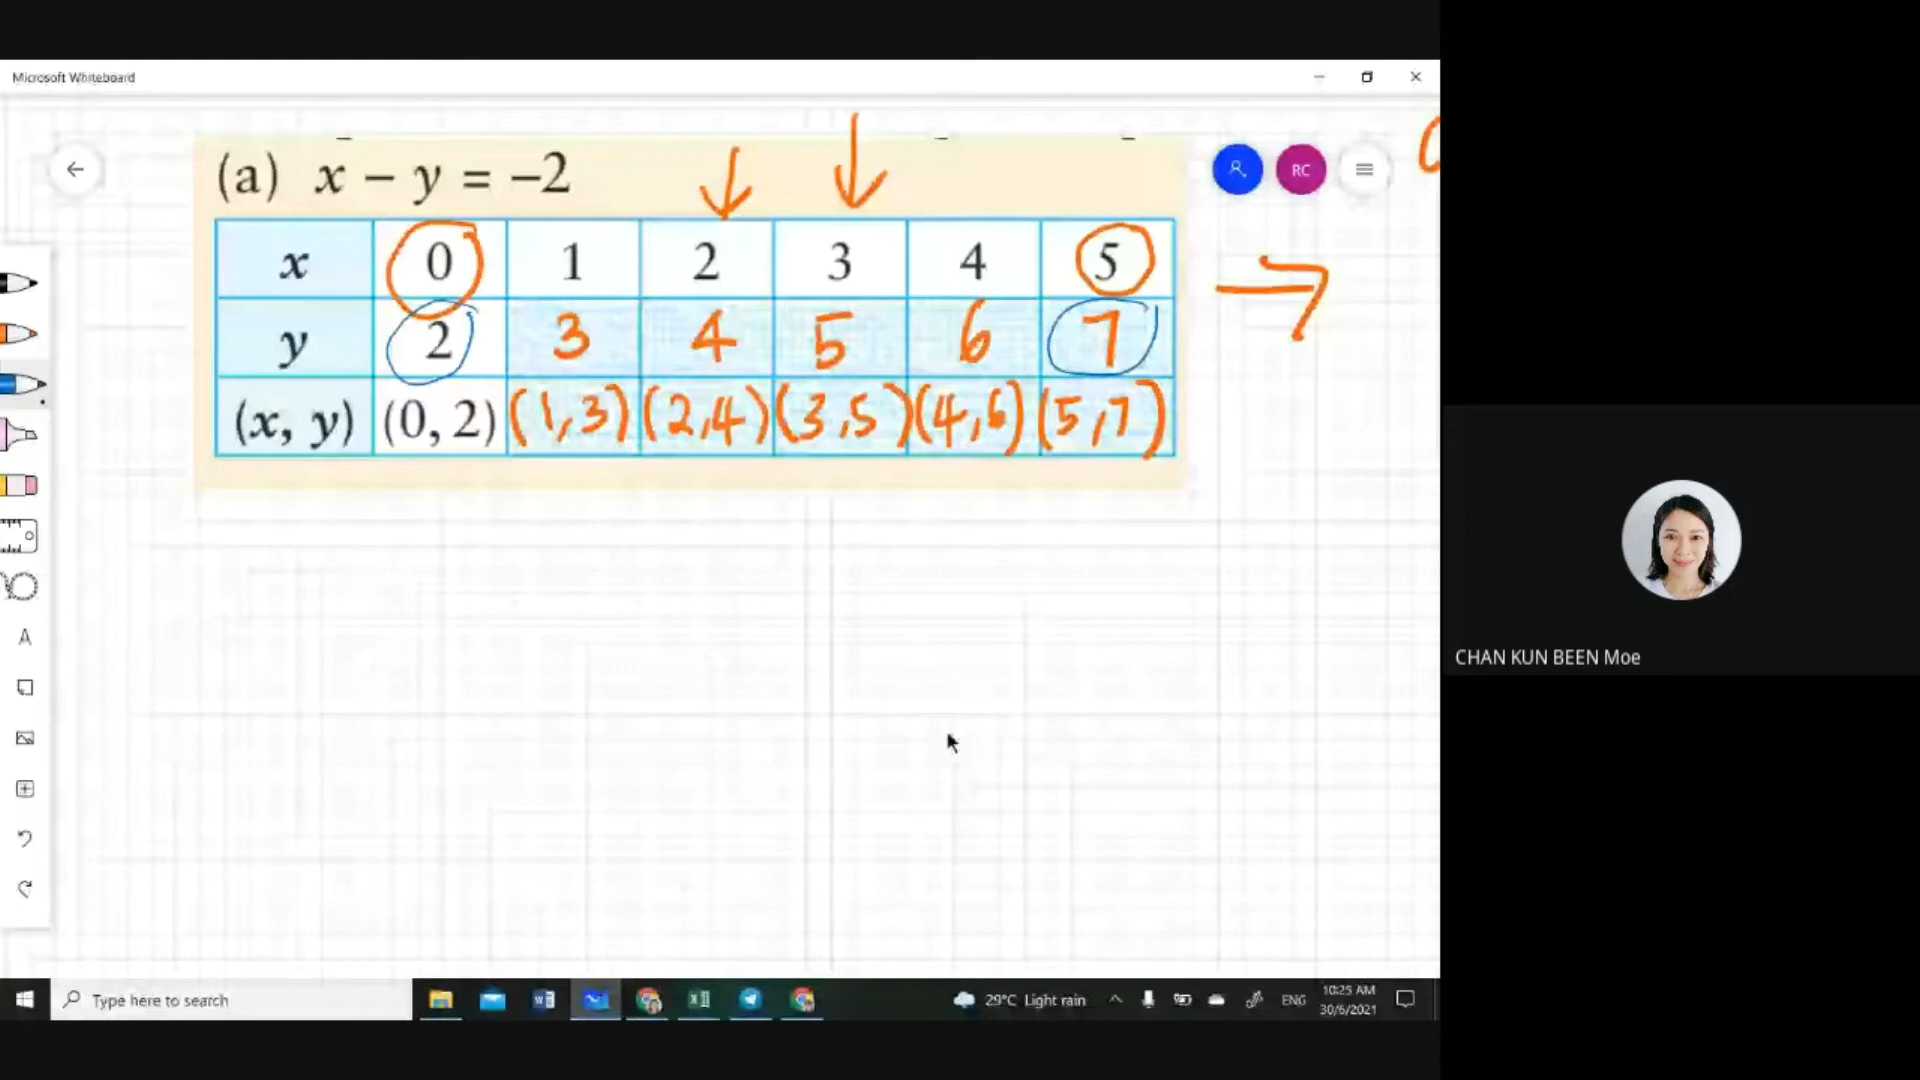 Microsoft Whiteboard
(a) x − y = −2
RC
x 0 1 2 3 4 5
y 2 3 4 5 6 7
(x, y) (0, 2) (1,3) (2,4) (3,5) (4,6) (5,7)
A
CHAN KUN BEEN Moe
Type here to search
29°C Light rain
ENG
10:25 AM
30/6/2021